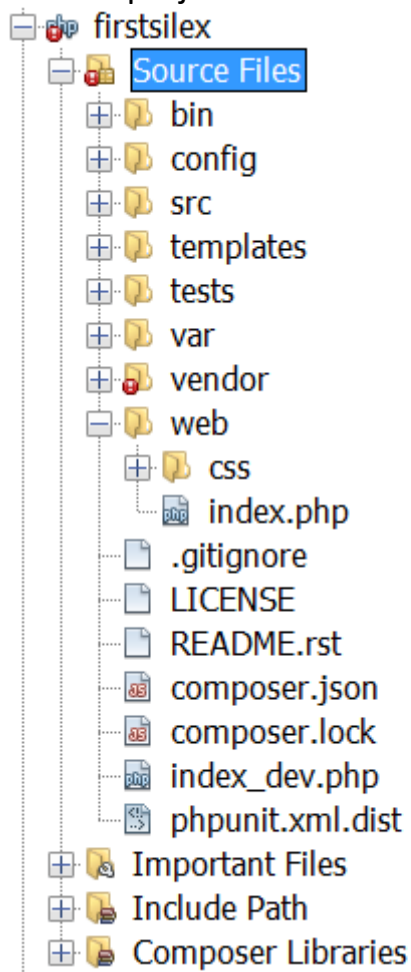 firstsilex
Source Files
bin
config
src
templates
tests
var
vendor
web
css
index.php
.gitignore
LICENSE
README.rst
composer.json
composer.lock
index_dev.php
phpunit.xml.dist
Important Files
Include Path
Composer Libraries